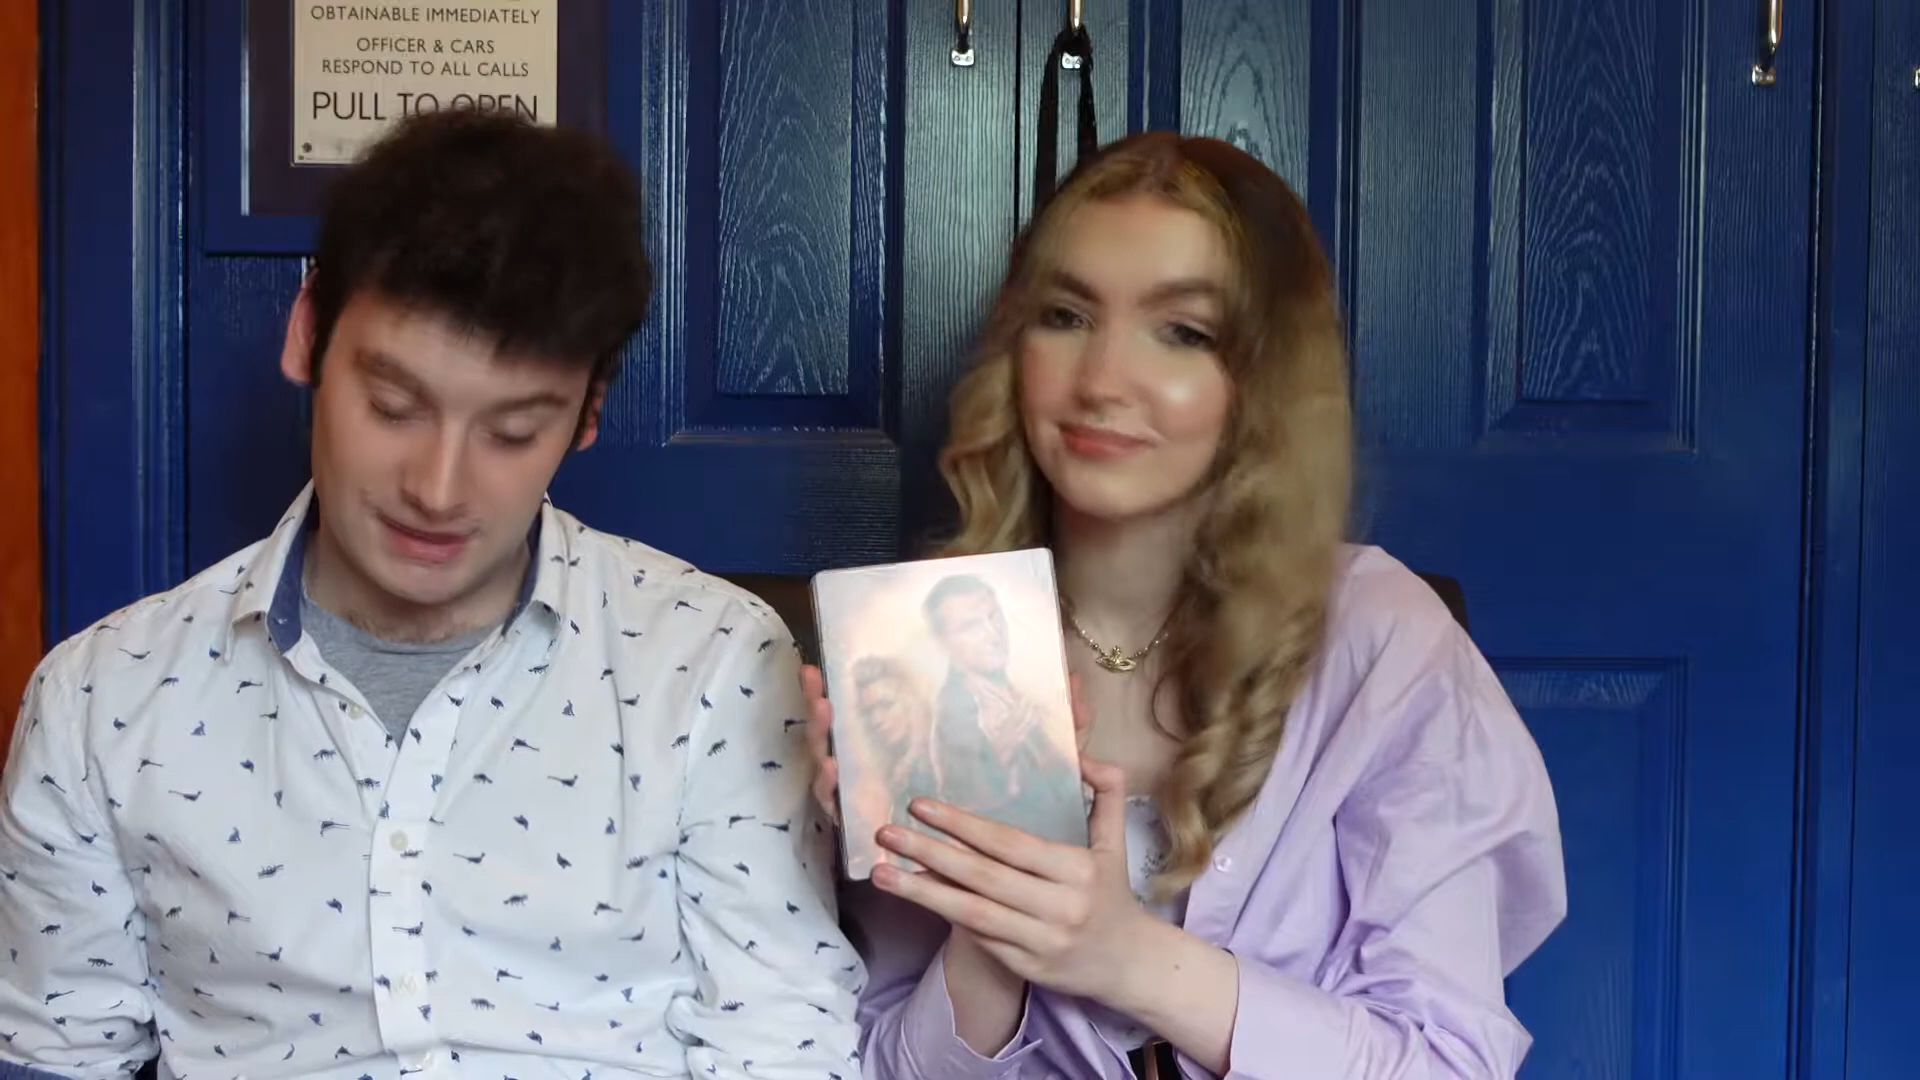 OBTAINABLE IMMEDIATELY
OFFICER & CARS
RESPOND TO ALL CALLS
PULL TO OPEN